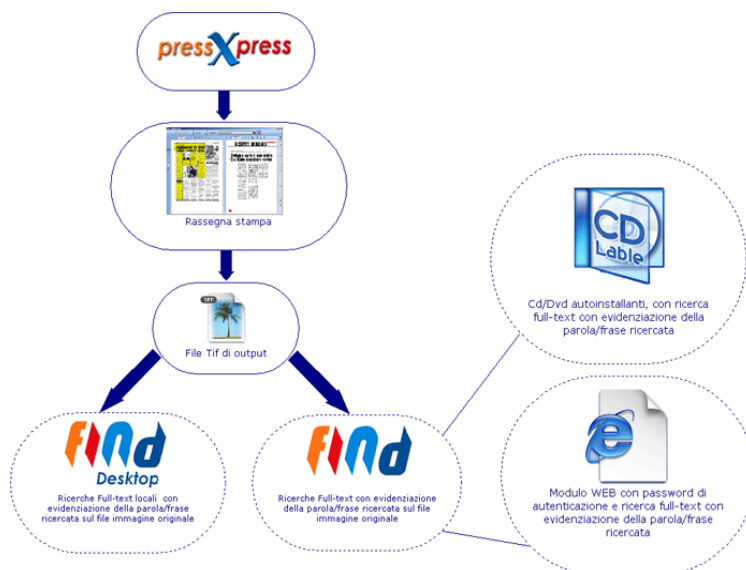 pressXpress
Rassegna stampa
TIFF
File Tif di output
FINd
Desktop
Ricerche Full-text locali con
evidenziazione della parola/frase
ricercata sul file immagine originale
FINd
Ricerche Full-text con evidenziazione
della parola/frase ricercata sul file
immagine originale
CD
Lable
Cd/Dvd autoinstallanti, con ricerca
full-text con evidenziazione della
parola/frase ricercata
Modulo WEB con password di
autenticazione e ricerca full-text con
evidenziazione della parola/frase
ricercata